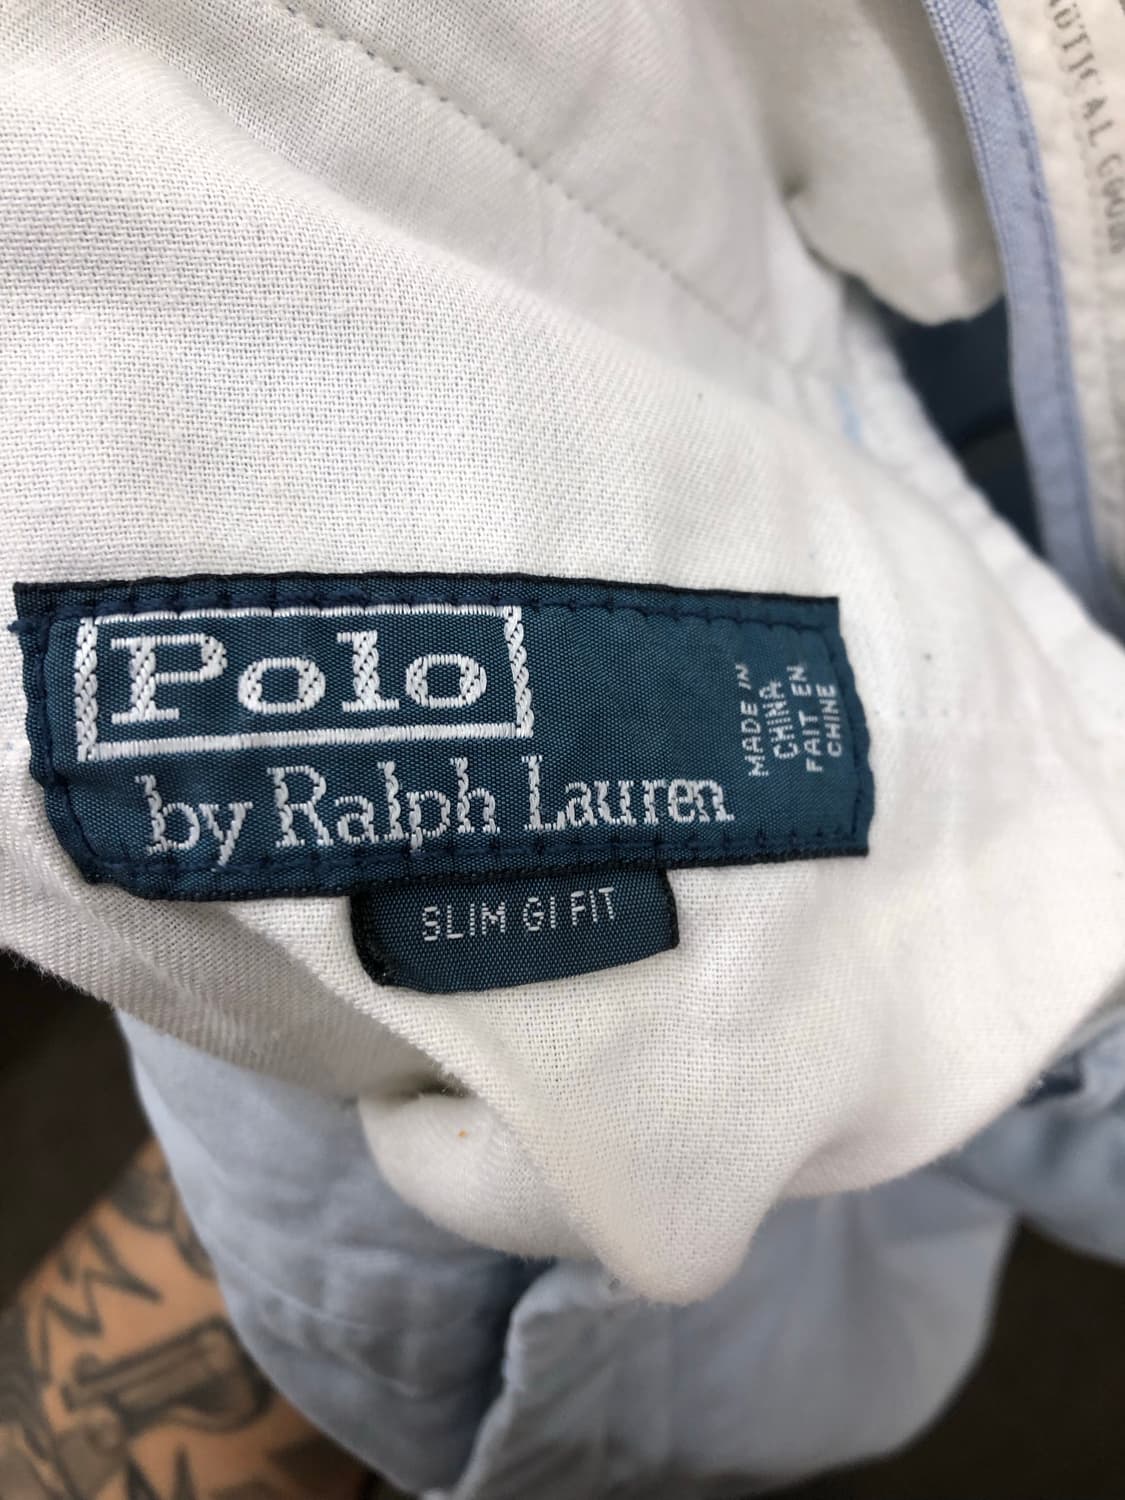 Polo
by Ralph Lauren
MADE IN
CHINA
FAIT EN
CHINE
SLIM GI FIT